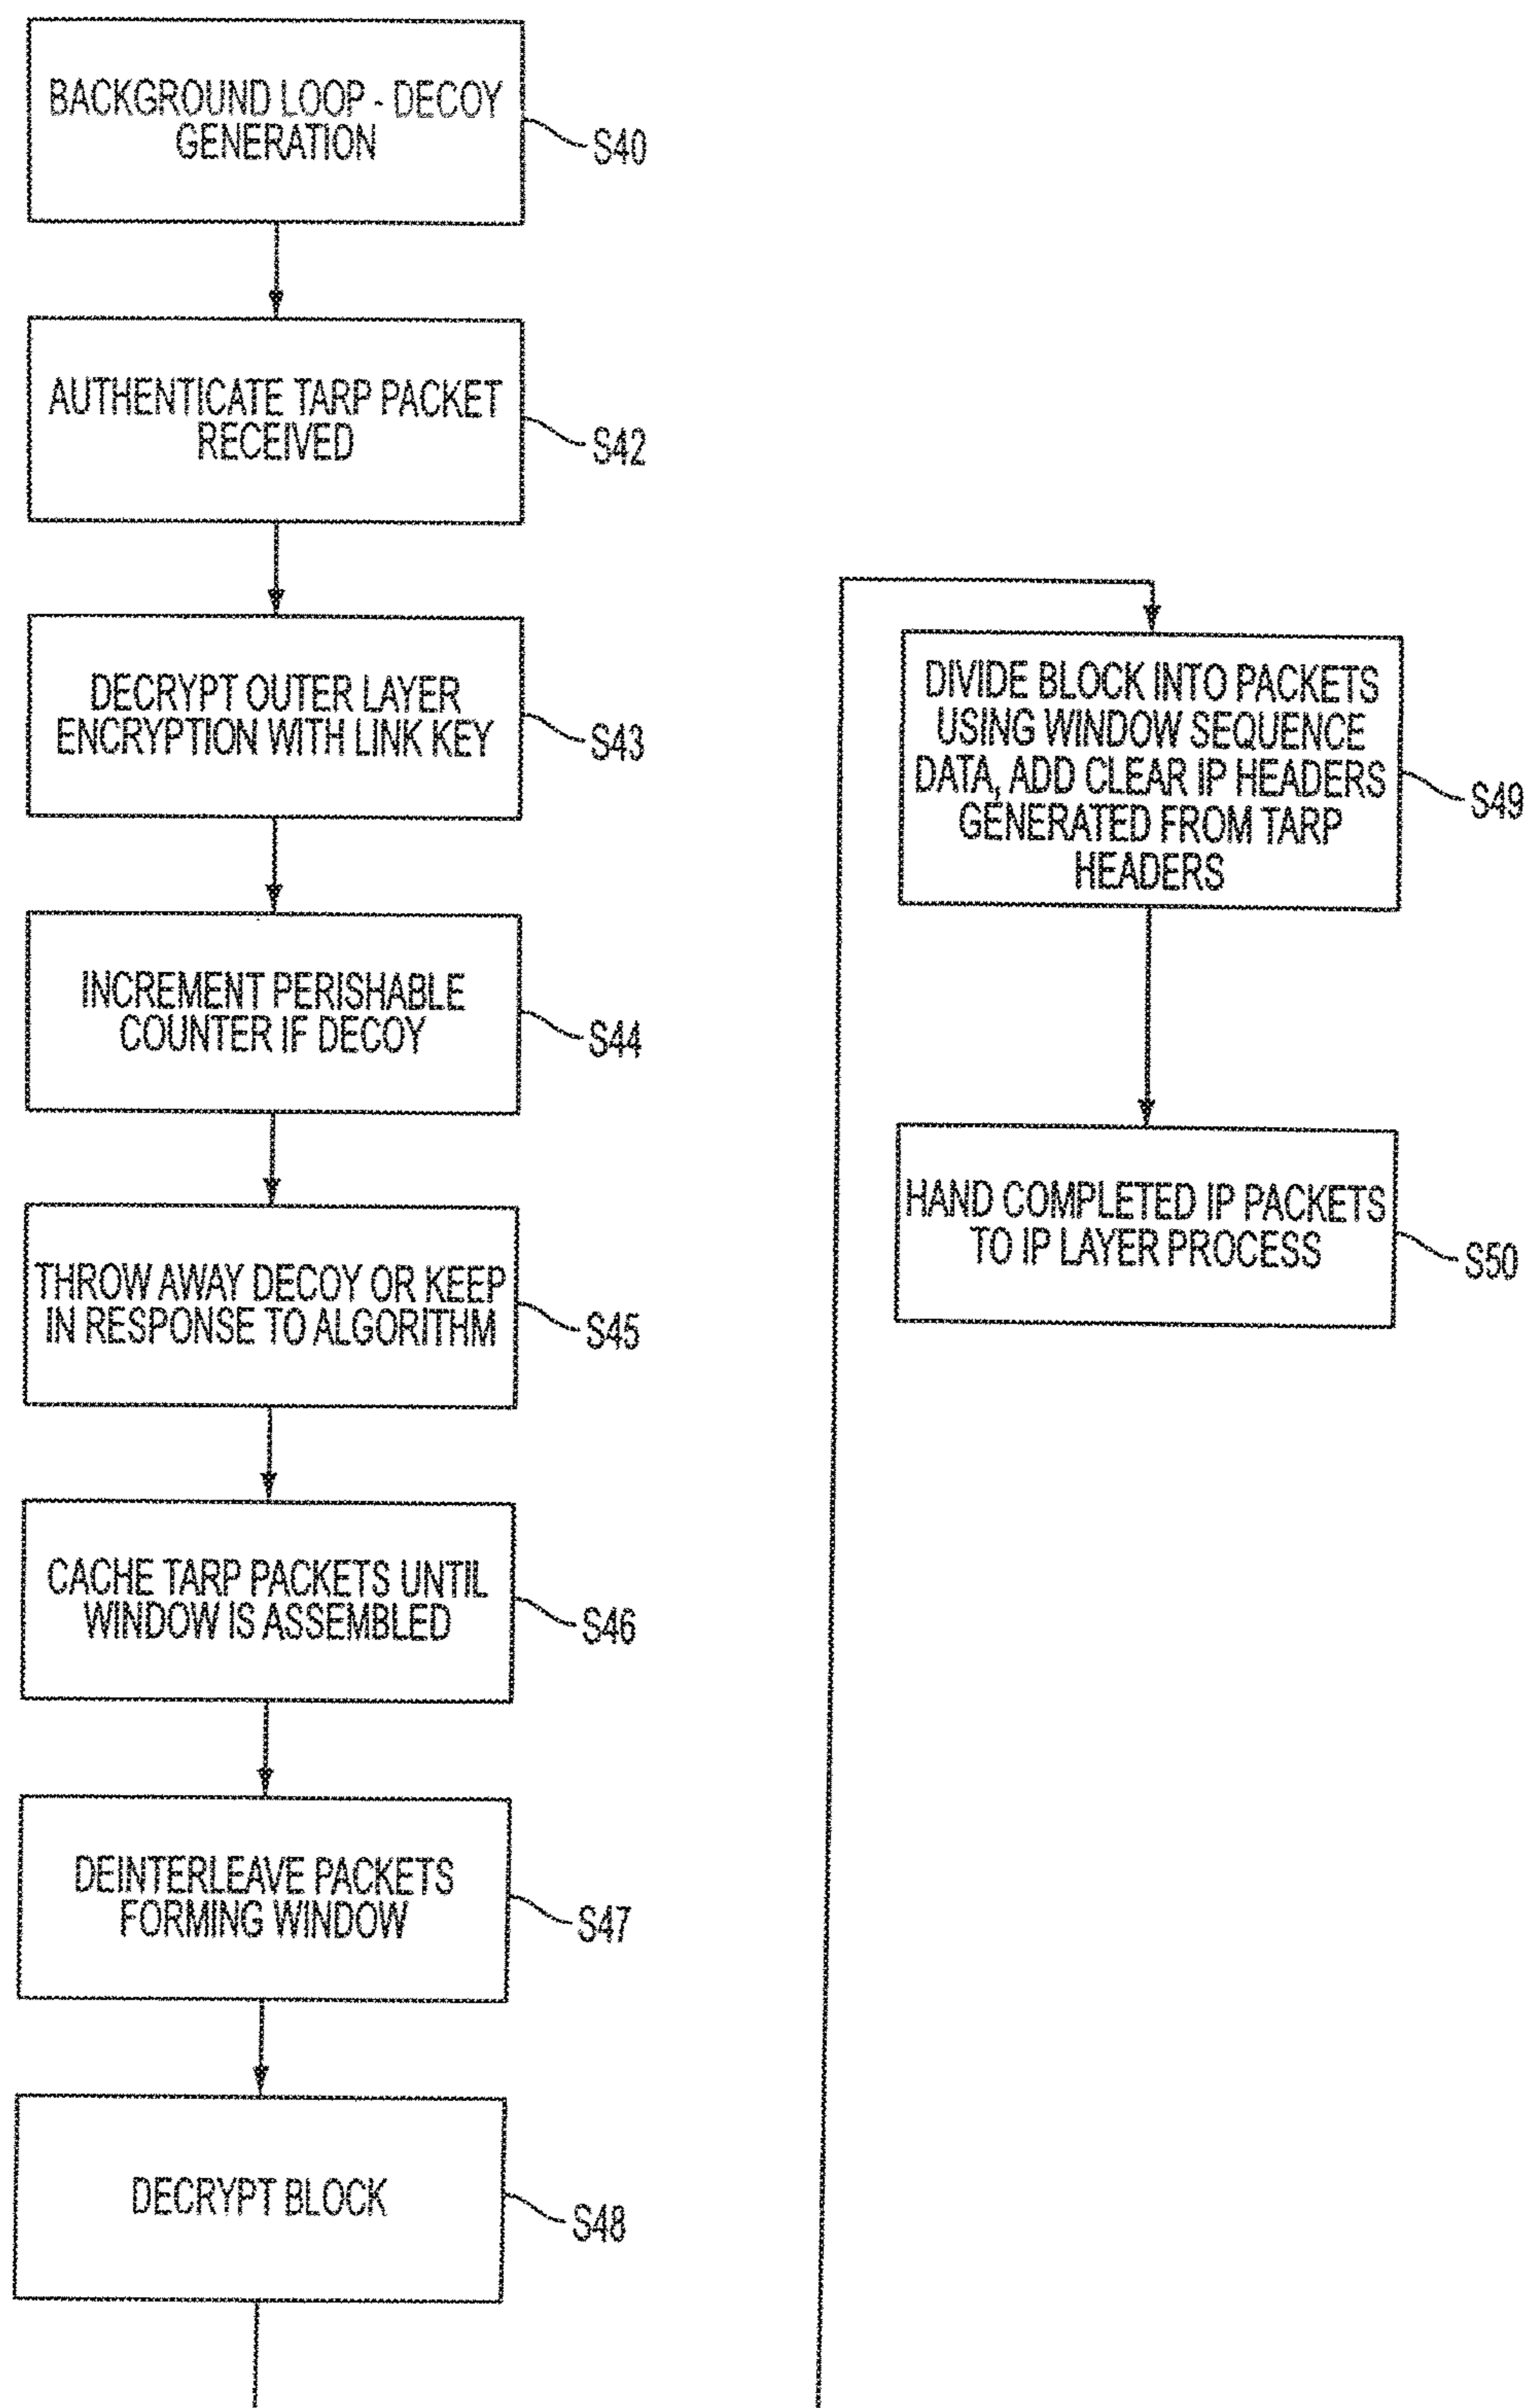 BACKGROUND LOOP - DECOY
GENERATION
S40
AUTHENTICATE TARP PACKET
RECEIVED
S42
DECRYPT OUTER LAYER
ENCRYPTION WITH LINK KEY
S43
INCREMENT PERISHABLE
COUNTER IF DECOY
S44
THROW AWAY DECOY OR KEEP
IN RESPONSE TO ALGORITHM
S45
CACHE TARP PACKETS UNTIL
WINDOW IS ASSEMBLED
S46
DEINTERLEAVE PACKETS
FORMING WINDOW
S47
DECRYPT BLOCK
S48
DIVIDE BLOCK INTO PACKETS
USING WINDOW SEQUENCE
DATA, ADD CLEAR IP HEADERS
GENERATED FROM TARP
HEADERS
S49
HAND COMPLETED IP PACKETS
TO IP LAYER PROCESS
S50